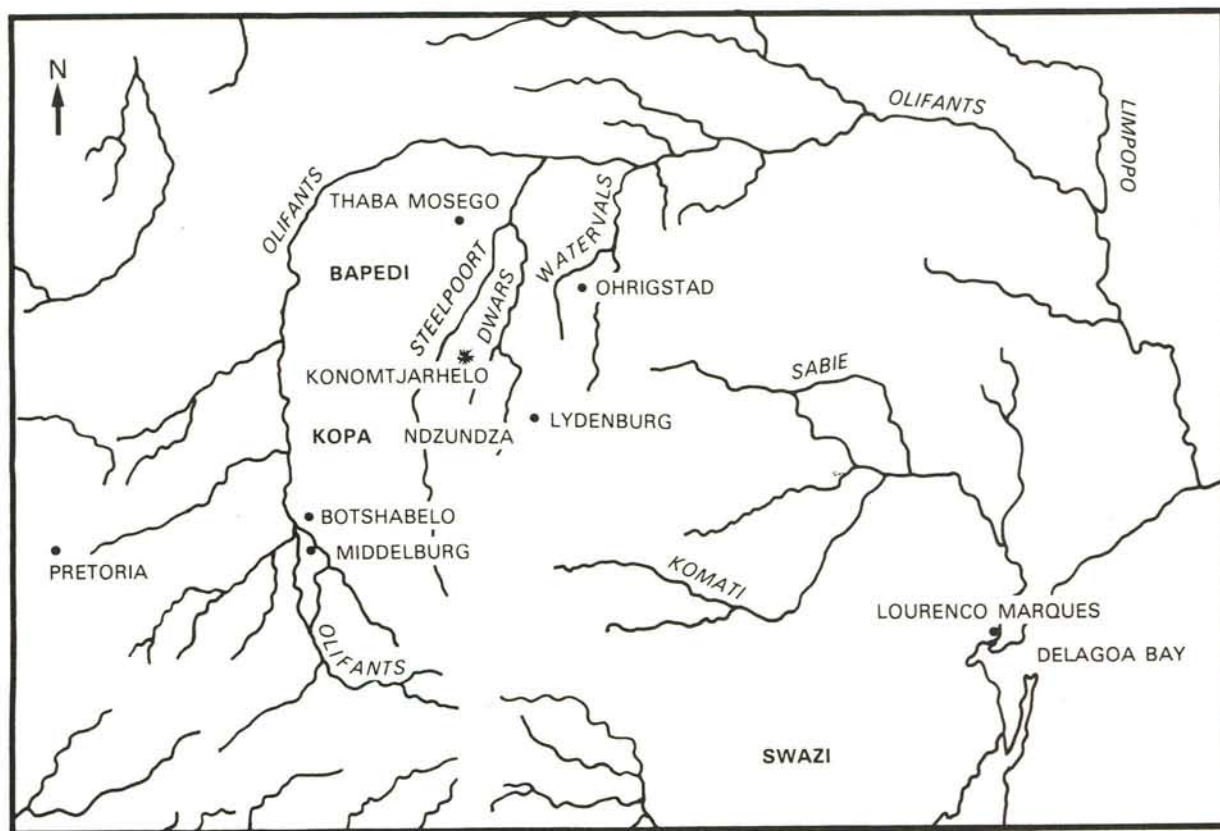 N
OLIFANTS
LIMPOPO
OLIFANTS
THABA MOSEGO
BAPEDI
STEELPOORT
DWARS
WATERVALS
OHRIGSTAD
KONOMTJARHELO
SABIE
KOPA
NDZUNDZA
LYDENBURG
BOTSHABELO
MIDDELBURG
PRETORIA
KOMATI
OLIFANTS
LOURENCO MARQUES
DELAGOA BAY
SWAZI